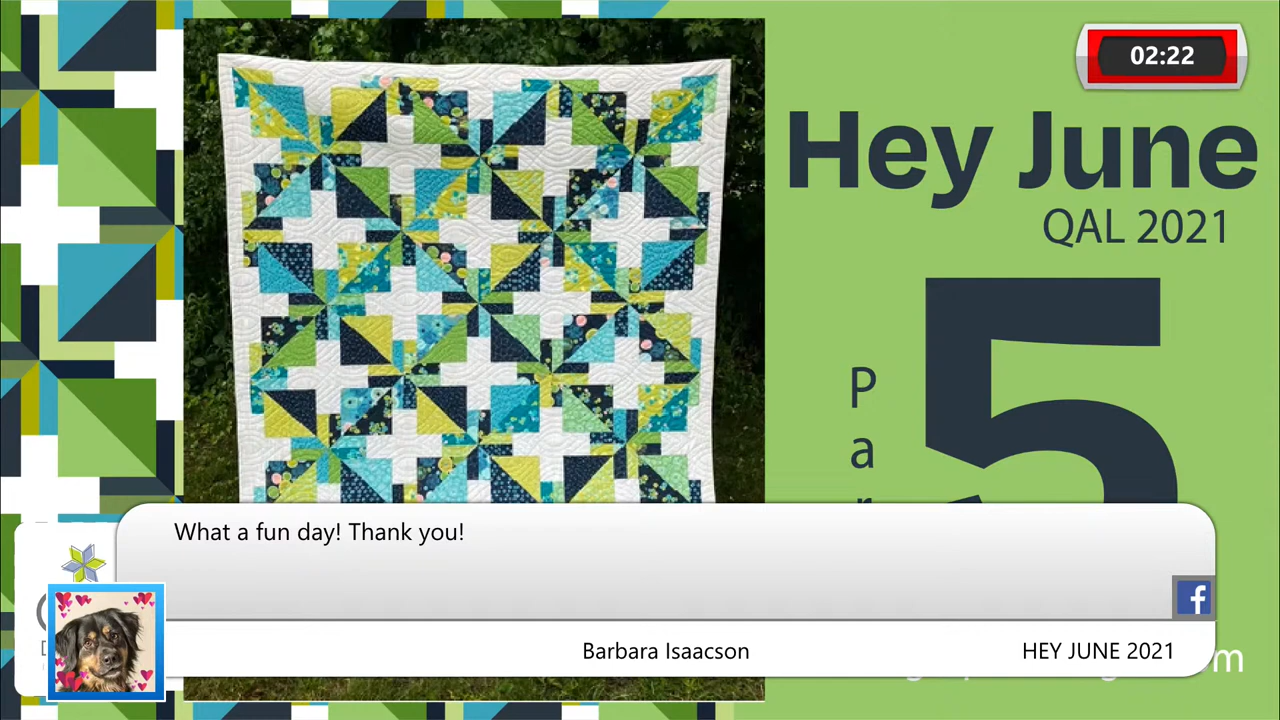 02:22
Hey June
QAL 2021
5
P
a
r
What a fun day! Thank you!
Barbara Isaacson
HEY JUNE 2021